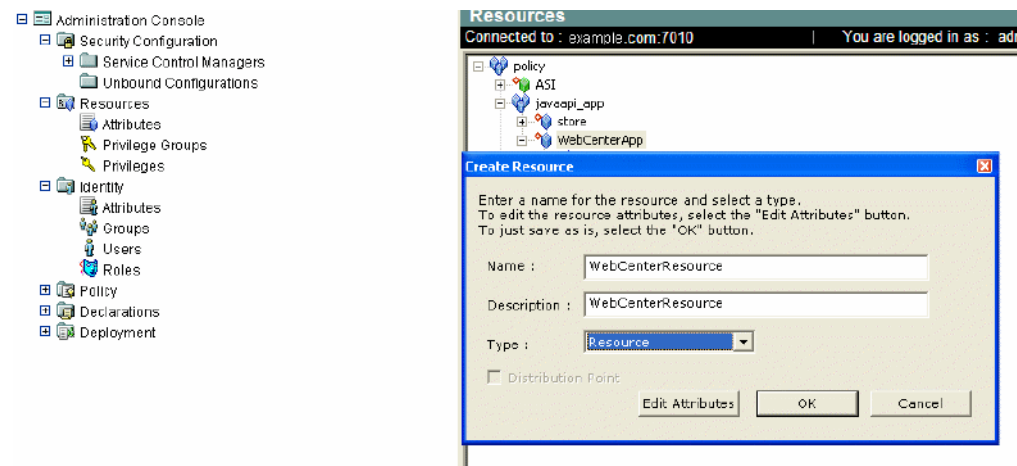 Administration Console
Security Configuration
Service Control Managers
Unbound Configurations
Resources
Attributes
Privilege Groups
Privileges
Identity
Attributes
Groups
Users
Roles
Policy
Declarations
Deployment
Resources
Connected to : example.com:7010 | You are logged in as : adm
policy
ASI
javaapi_app
store
WebCenterApp
Create Resource
Enter a name for the resource and select a type.
To edit the resource attributes, select the "Edit Attributes" button.
To just save as is, select the "OK" button.
Name : WebCenterResource
Description : WebCenterResource
Type : Resource
Distribution Point
Edit Attributes OK Cancel